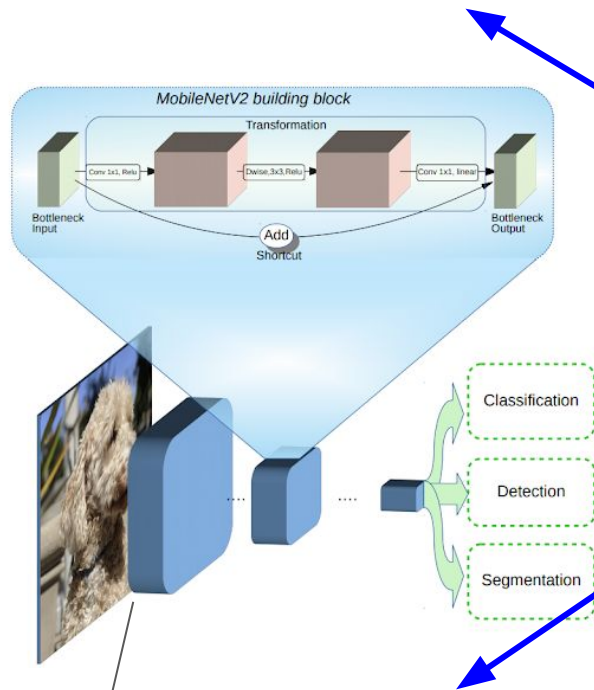 MobileNetV2 building block
Transformation
Conv 1x1, Relu
Dwise,3x3,Relu
Conv 1x1, linear
Bottleneck
Input
Bottleneck
Output
Add
Shortcut
Classification
....
....
Detection
Segmentation